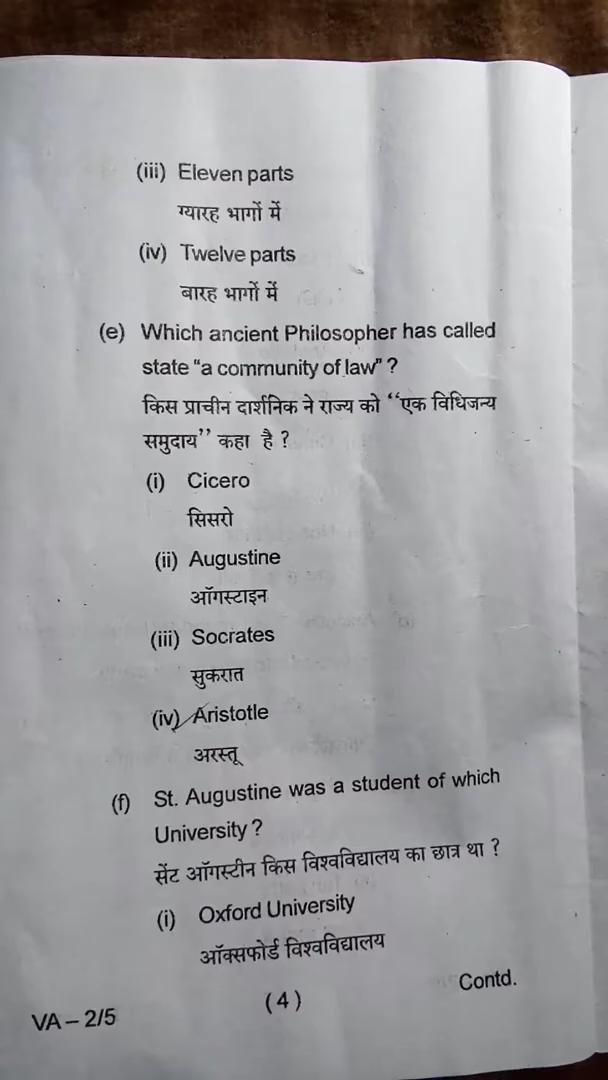 (iii) Eleven parts
ग्यारह भागों में
(iv) Twelve parts
बारह भागों में
(e) Which ancient Philosopher has called
state “a community of law” ?
किस प्राचीन दार्शनिक ने राज्य को ‘‘एक विधिजन्य
समुदाय’’ कहा है ?
(i) Cicero
सिसरो
(ii) Augustine
ऑगस्टाइन
(iii) Socrates
सुकरात
(iv) Aristotle
अरस्तू
(f) St. Augustine was a student of which
University ?
सेंट ऑगस्टीन किस विश्वविद्यालय का छात्र था ?
(i) Oxford University
ऑक्सफोर्ड विश्वविद्यालय
Contd.
(4)
VA – 2/5